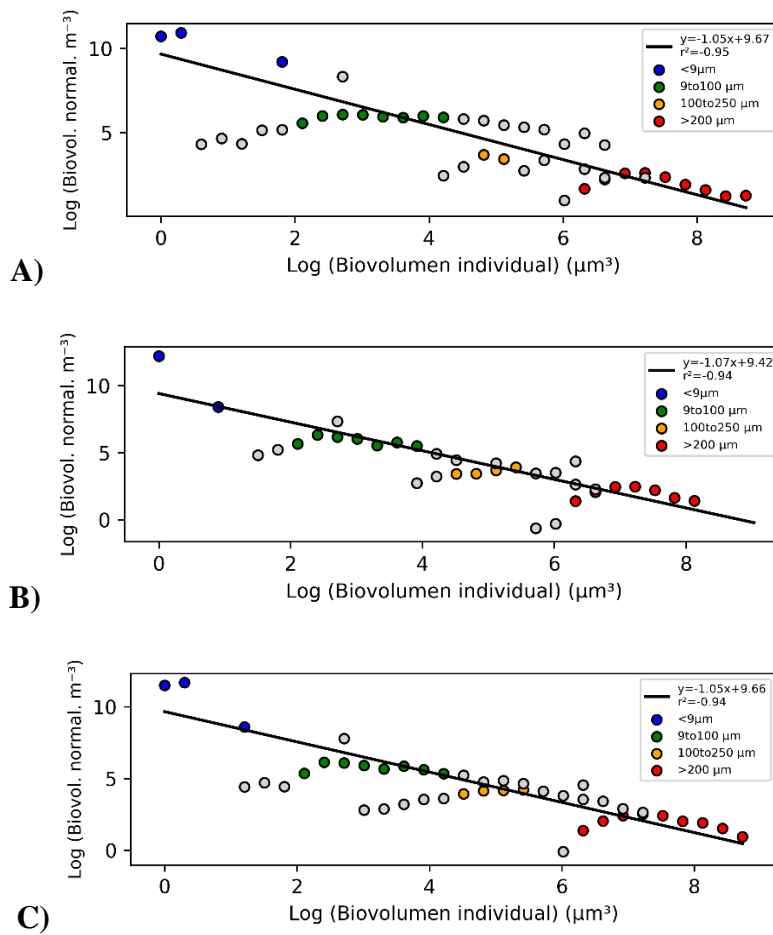 10
5
Log (Biovol. normal. m⁻³)
0
2
4
6
8
Log (Biovolumen individual) (µm³)
y=-1.05x+9.67
r²=-0.95
<9µm
9to100 µm
100to250 µm
>200 µm
A)
10
5
0
Log (Biovol. normal. m⁻³)
0
2
4
6
8
Log (Biovolumen individual) (µm³)
y=-1.07x+9.42
r²=-0.94
<9µm
9to100 µm
100to250 µm
>200 µm
B)
10
5
0
Log (Biovol. normal. m⁻³)
0
2
4
6
8
Log (Biovolumen individual) (µm³)
y=-1.05x+9.66
r²=-0.94
<9µm
9to100 µm
100to250 µm
>200 µm
C)